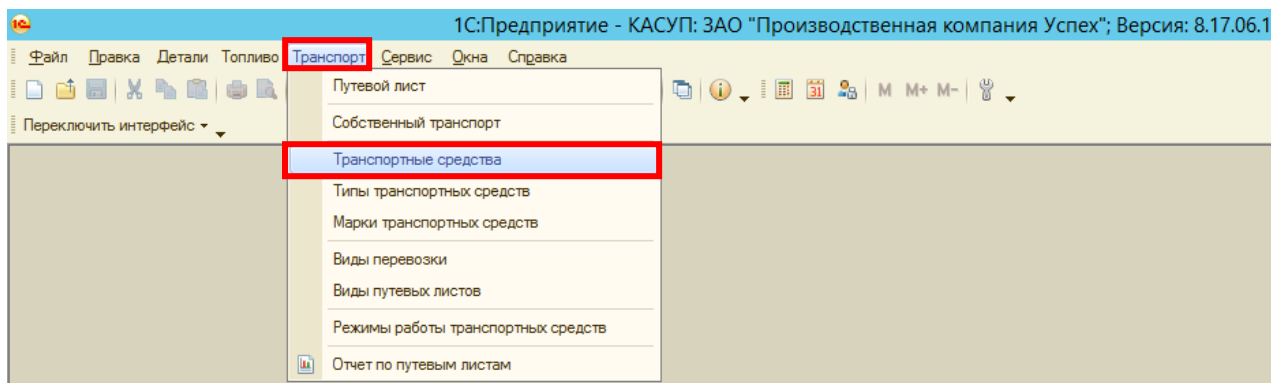 1С:Предприятие - КАСУП: ЗАО "Производственная компания Успех"; Версия: 8.17.06.1
Файл Правка Детали Топливо Транспорт Сервис Окна Справка
M M+ M-
Переключить интерфейс
Путевой лист
Собственный транспорт
Транспортные средства
Типы транспортных средств
Марки транспортных средств
Виды перевозки
Виды путевых листов
Режимы работы транспортных средств
Отчет по путевым листам